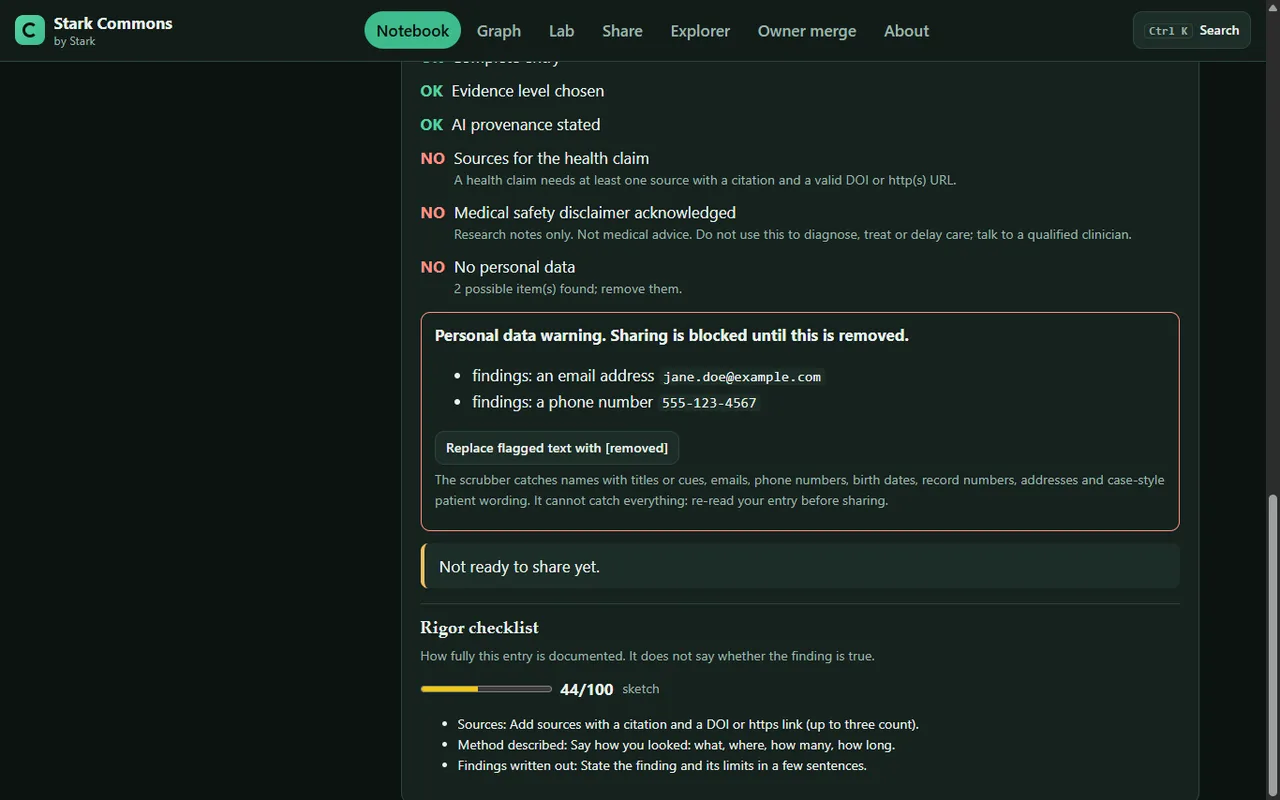 C
Stark Commons
by Stark
Notebook
Graph
Lab
Share
Explorer
Owner merge
About
Ctrl K Search
OK Complete entry
OK Evidence level chosen
OK AI provenance stated
NO Sources for the health claim
A health claim needs at least one source with a citation and a valid DOI or http(s) URL.
NO Medical safety disclaimer acknowledged
Research notes only. Not medical advice. Do not use this to diagnose, treat or delay care; talk to a qualified clinician.
NO No personal data
2 possible item(s) found; remove them.
Personal data warning. Sharing is blocked until this is removed.
• findings: an email address jane.doe@example.com
• findings: a phone number 555-123-4567
Replace flagged text with [removed]
The scrubber catches names with titles or cues, emails, phone numbers, birth dates, record numbers, addresses and case-style
patient wording. It cannot catch everything: re-read your entry before sharing.
Not ready to share yet.
Rigor checklist
How fully this entry is documented. It does not say whether the finding is true.
44/100 sketch
• Sources: Add sources with a citation and a DOI or https link (up to three count).
• Method described: Say how you looked: what, where, how many, how long.
• Findings written out: State the finding and its limits in a few sentences.